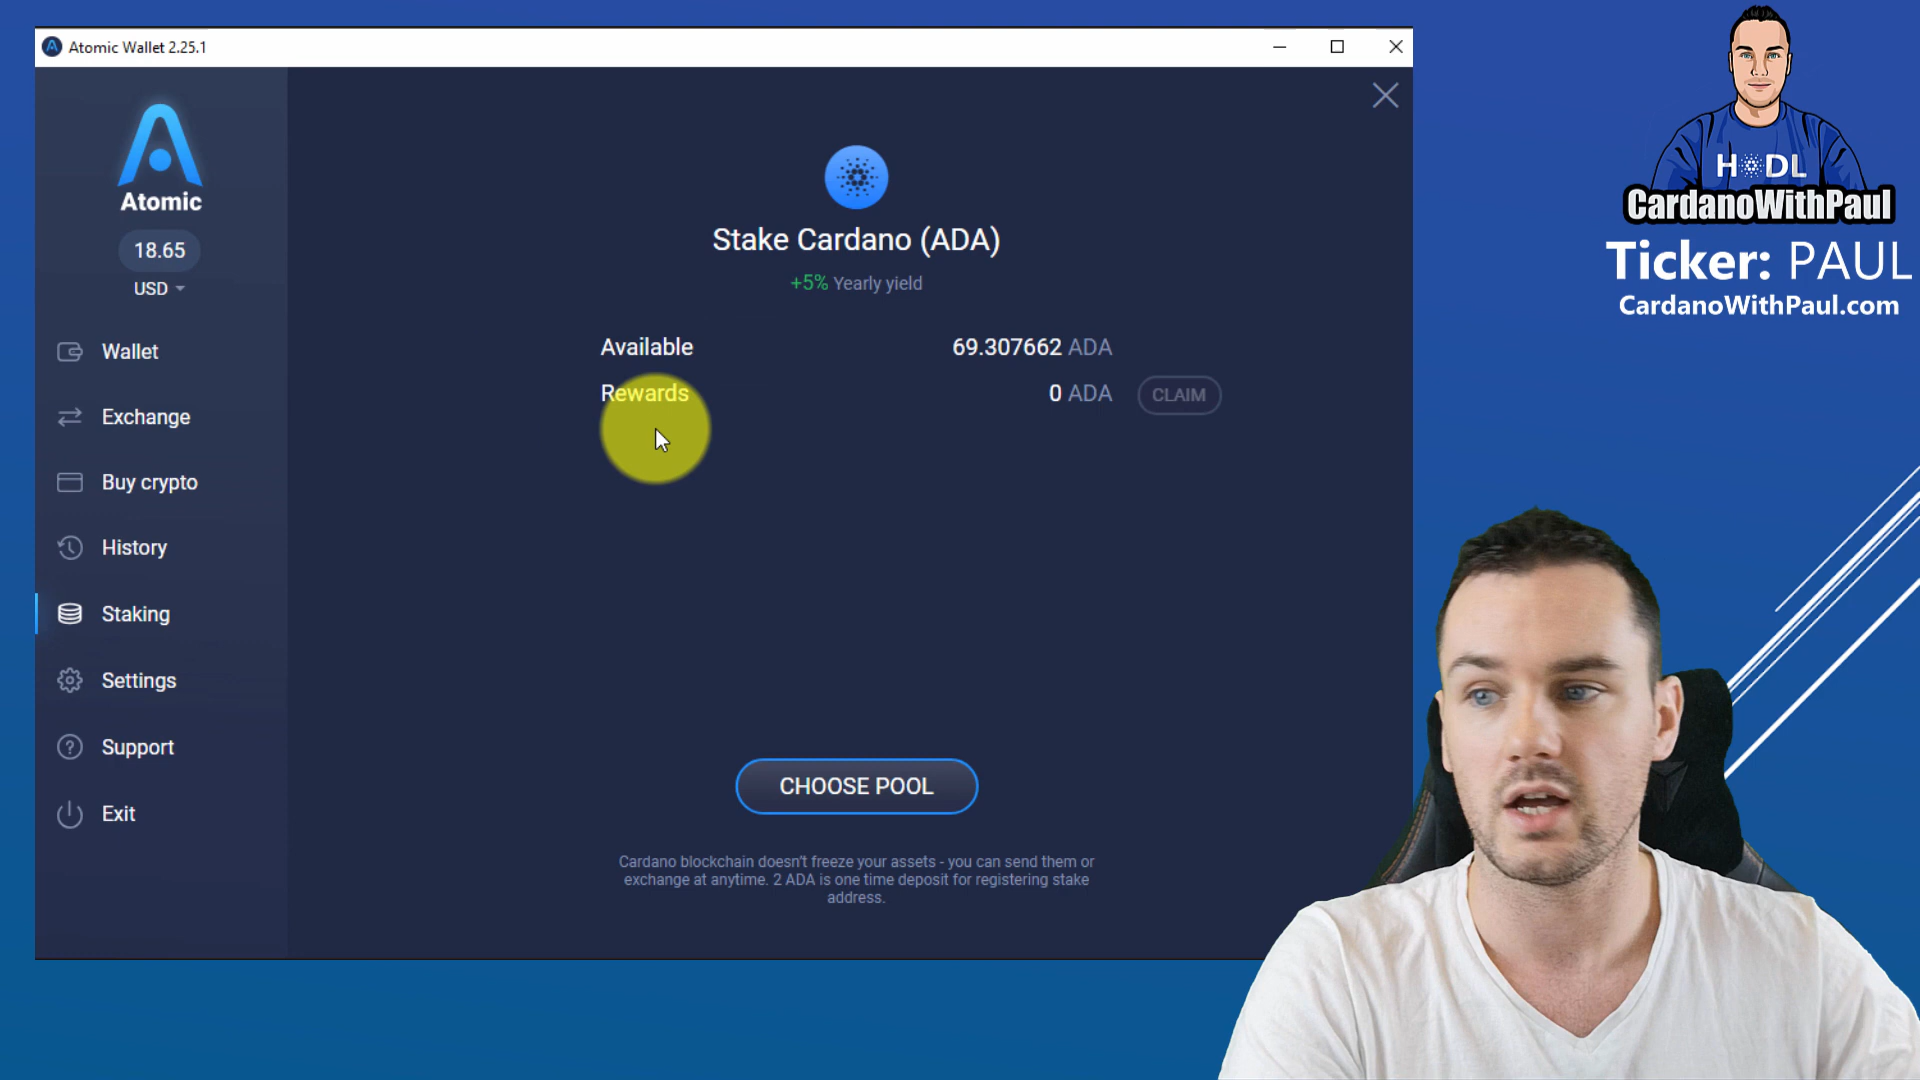 Atomic Wallet 2.25.1
Atomic
18.65
USD
Wallet
Exchange
Buy crypto
History
Staking
Settings
Support
Exit
Stake Cardano (ADA)
+5% Yearly yield
Available 69.307662 ADA
Rewards 0 ADA CLAIM
CHOOSE POOL
Cardano blockchain doesn't freeze your assets - you can send them or
exchange at anytime. 2 ADA is one time deposit for registering stake
address.
HODL
CardanoWithPaul
Ticker: PAUL
CardanoWithPaul.com